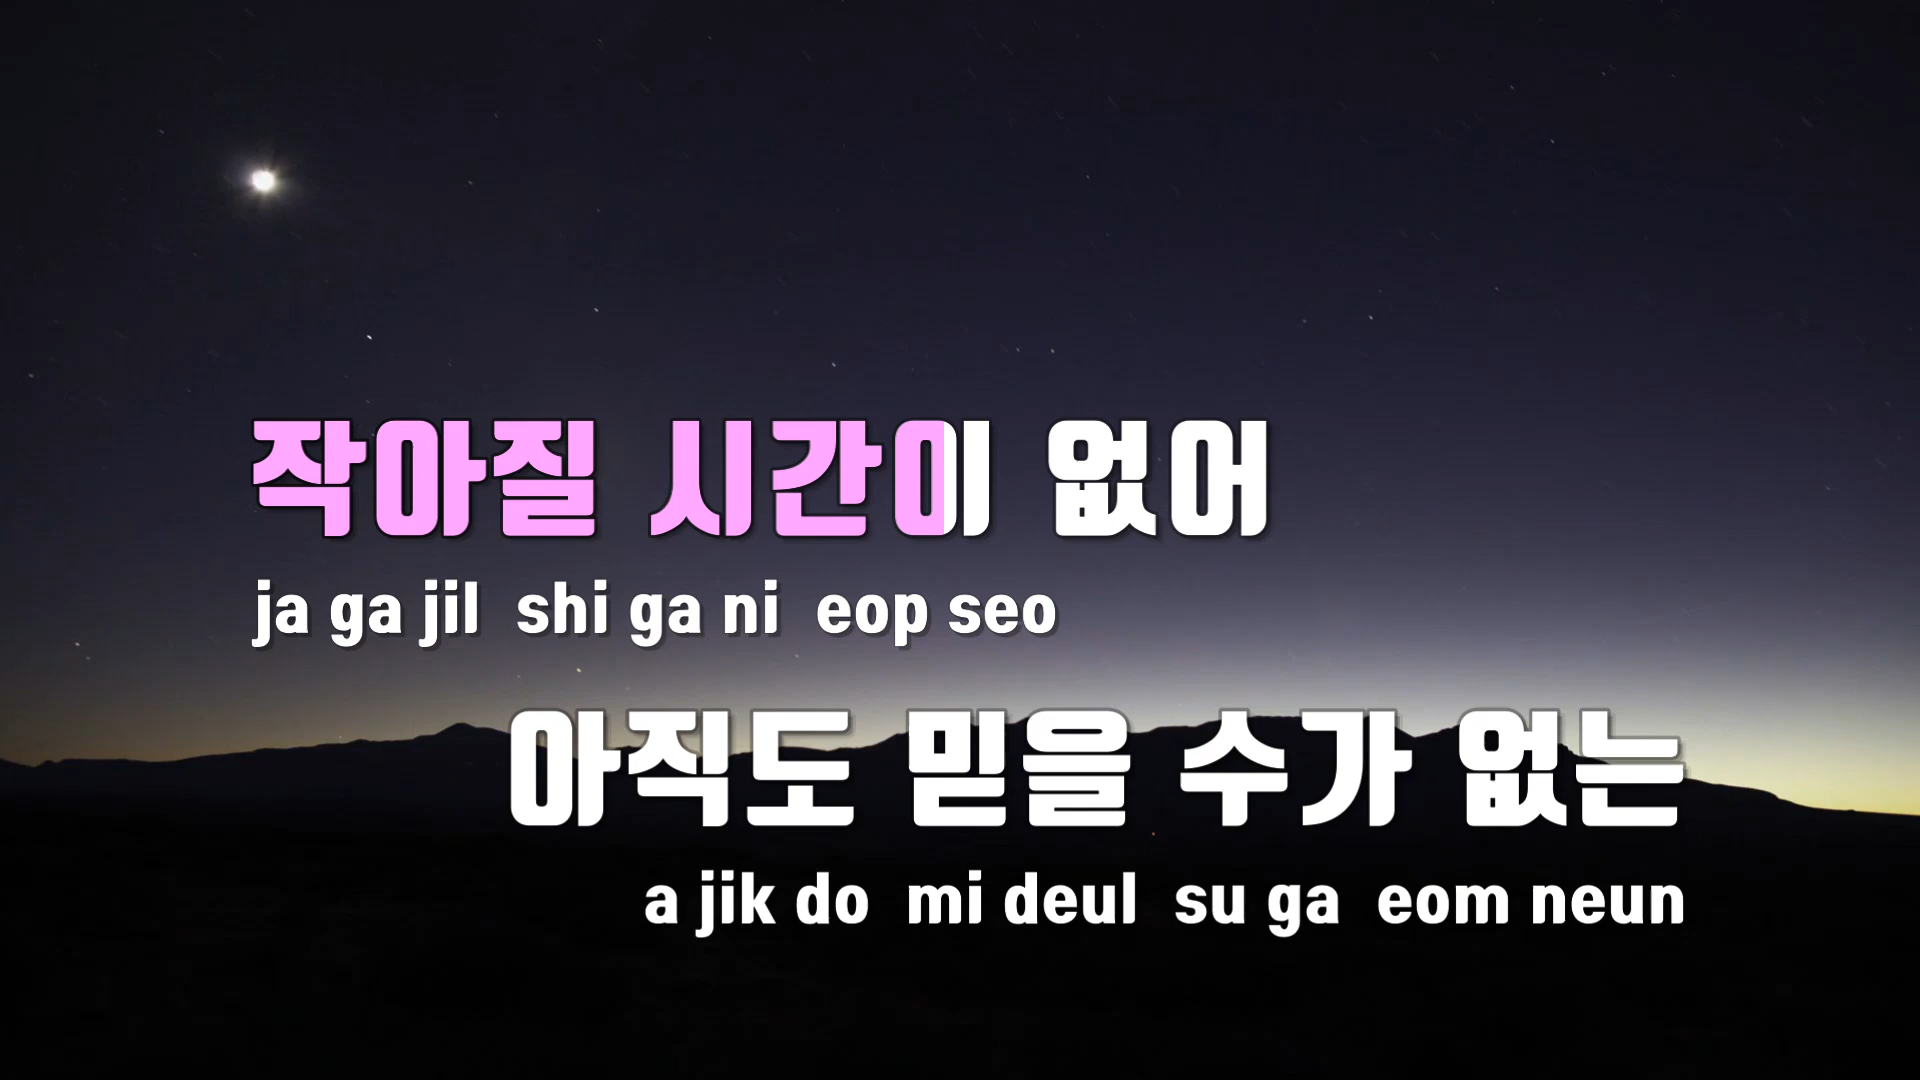 작아질 시간이 없어
ja ga jil shi ga ni eop seo
아직도 믿을 수가 없는
a jik do mi deul su ga eom neun